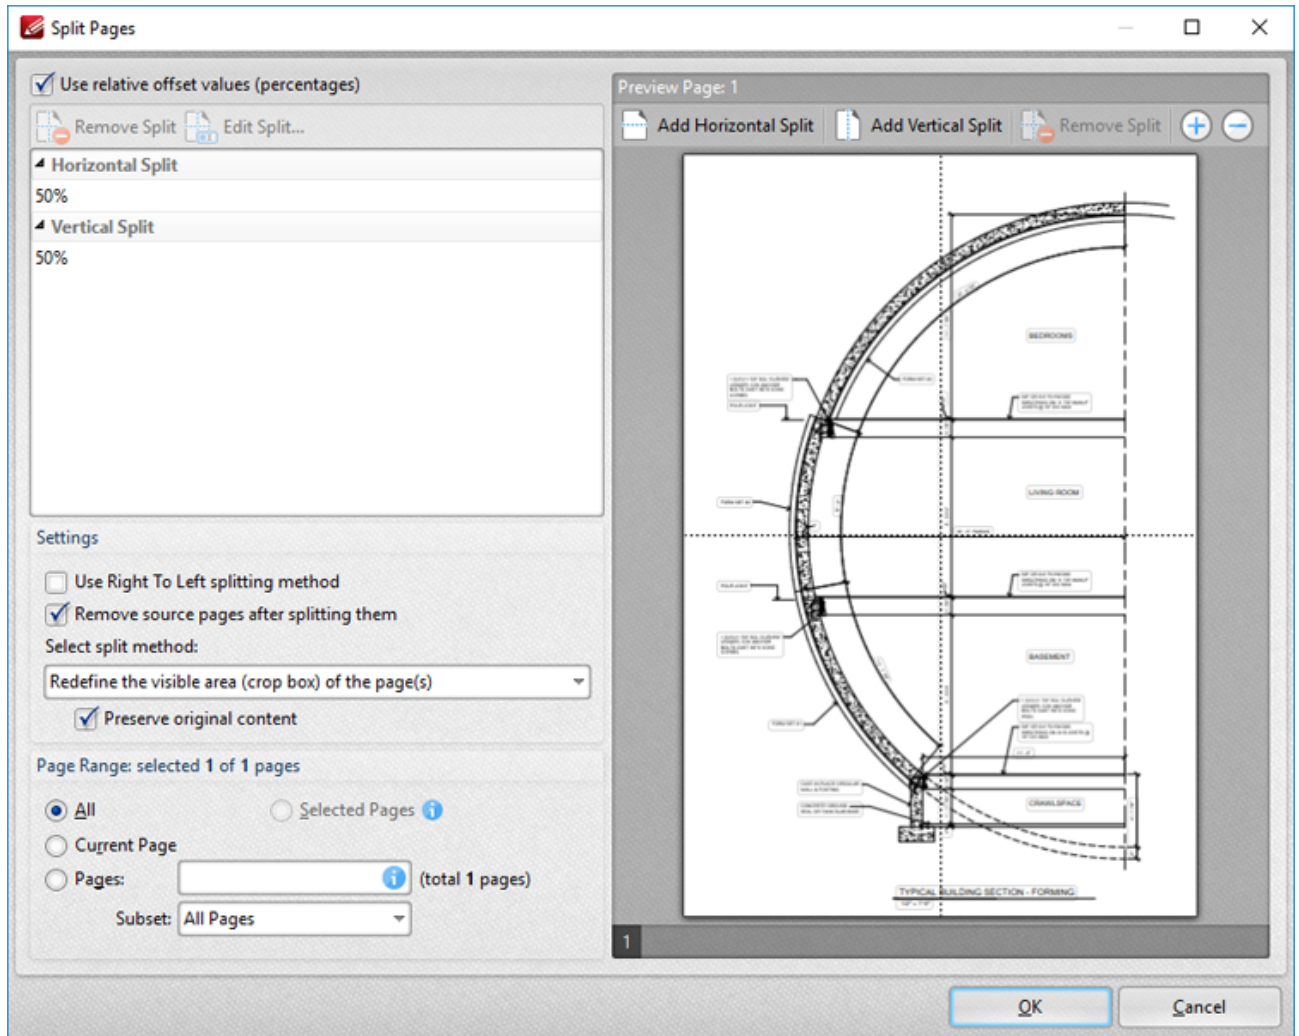 Split Pages
Use relative offset values (percentages)
Remove Split Edit Split...
Horizontal Split
50%
Vertical Split
50%
Settings
Use Right To Left splitting method
Remove source pages after splitting them
Select split method:
Redefine the visible area (crop box) of the page(s)
Preserve original content
Page Range: selected 1 of 1 pages
All Selected Pages
Current Page
Pages: (total 1 pages)
Subset: All Pages
Preview Page: 1
Add Horizontal Split Add Vertical Split Remove Split
BEDROOMS
LIVING ROOM
BASEMENT
CRAWLSPACE
TYPICAL BUILDING SECTION - FORMING
1
OK Cancel